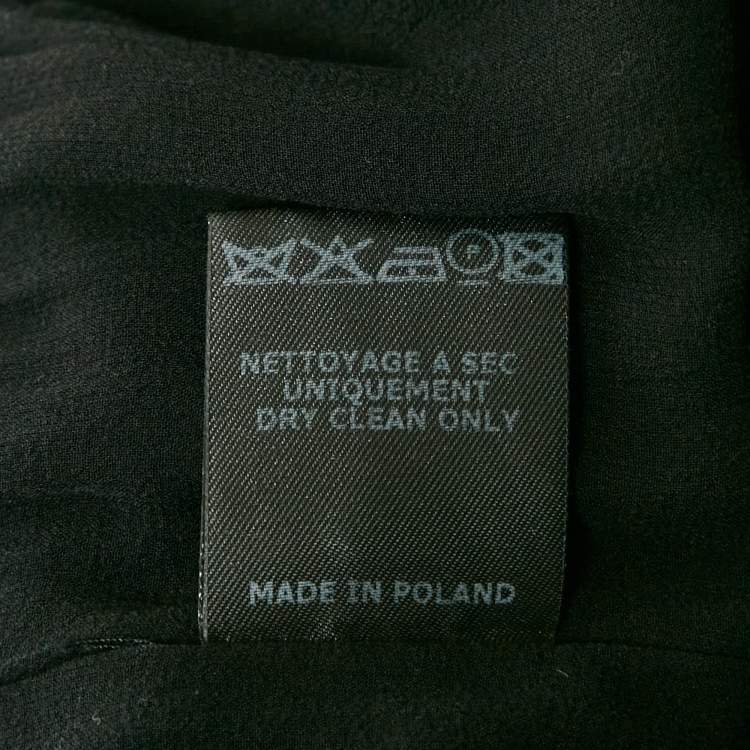 P
NETTOYAGE A SEC
UNIQUEMENT
DRY CLEAN ONLY
MADE IN POLAND